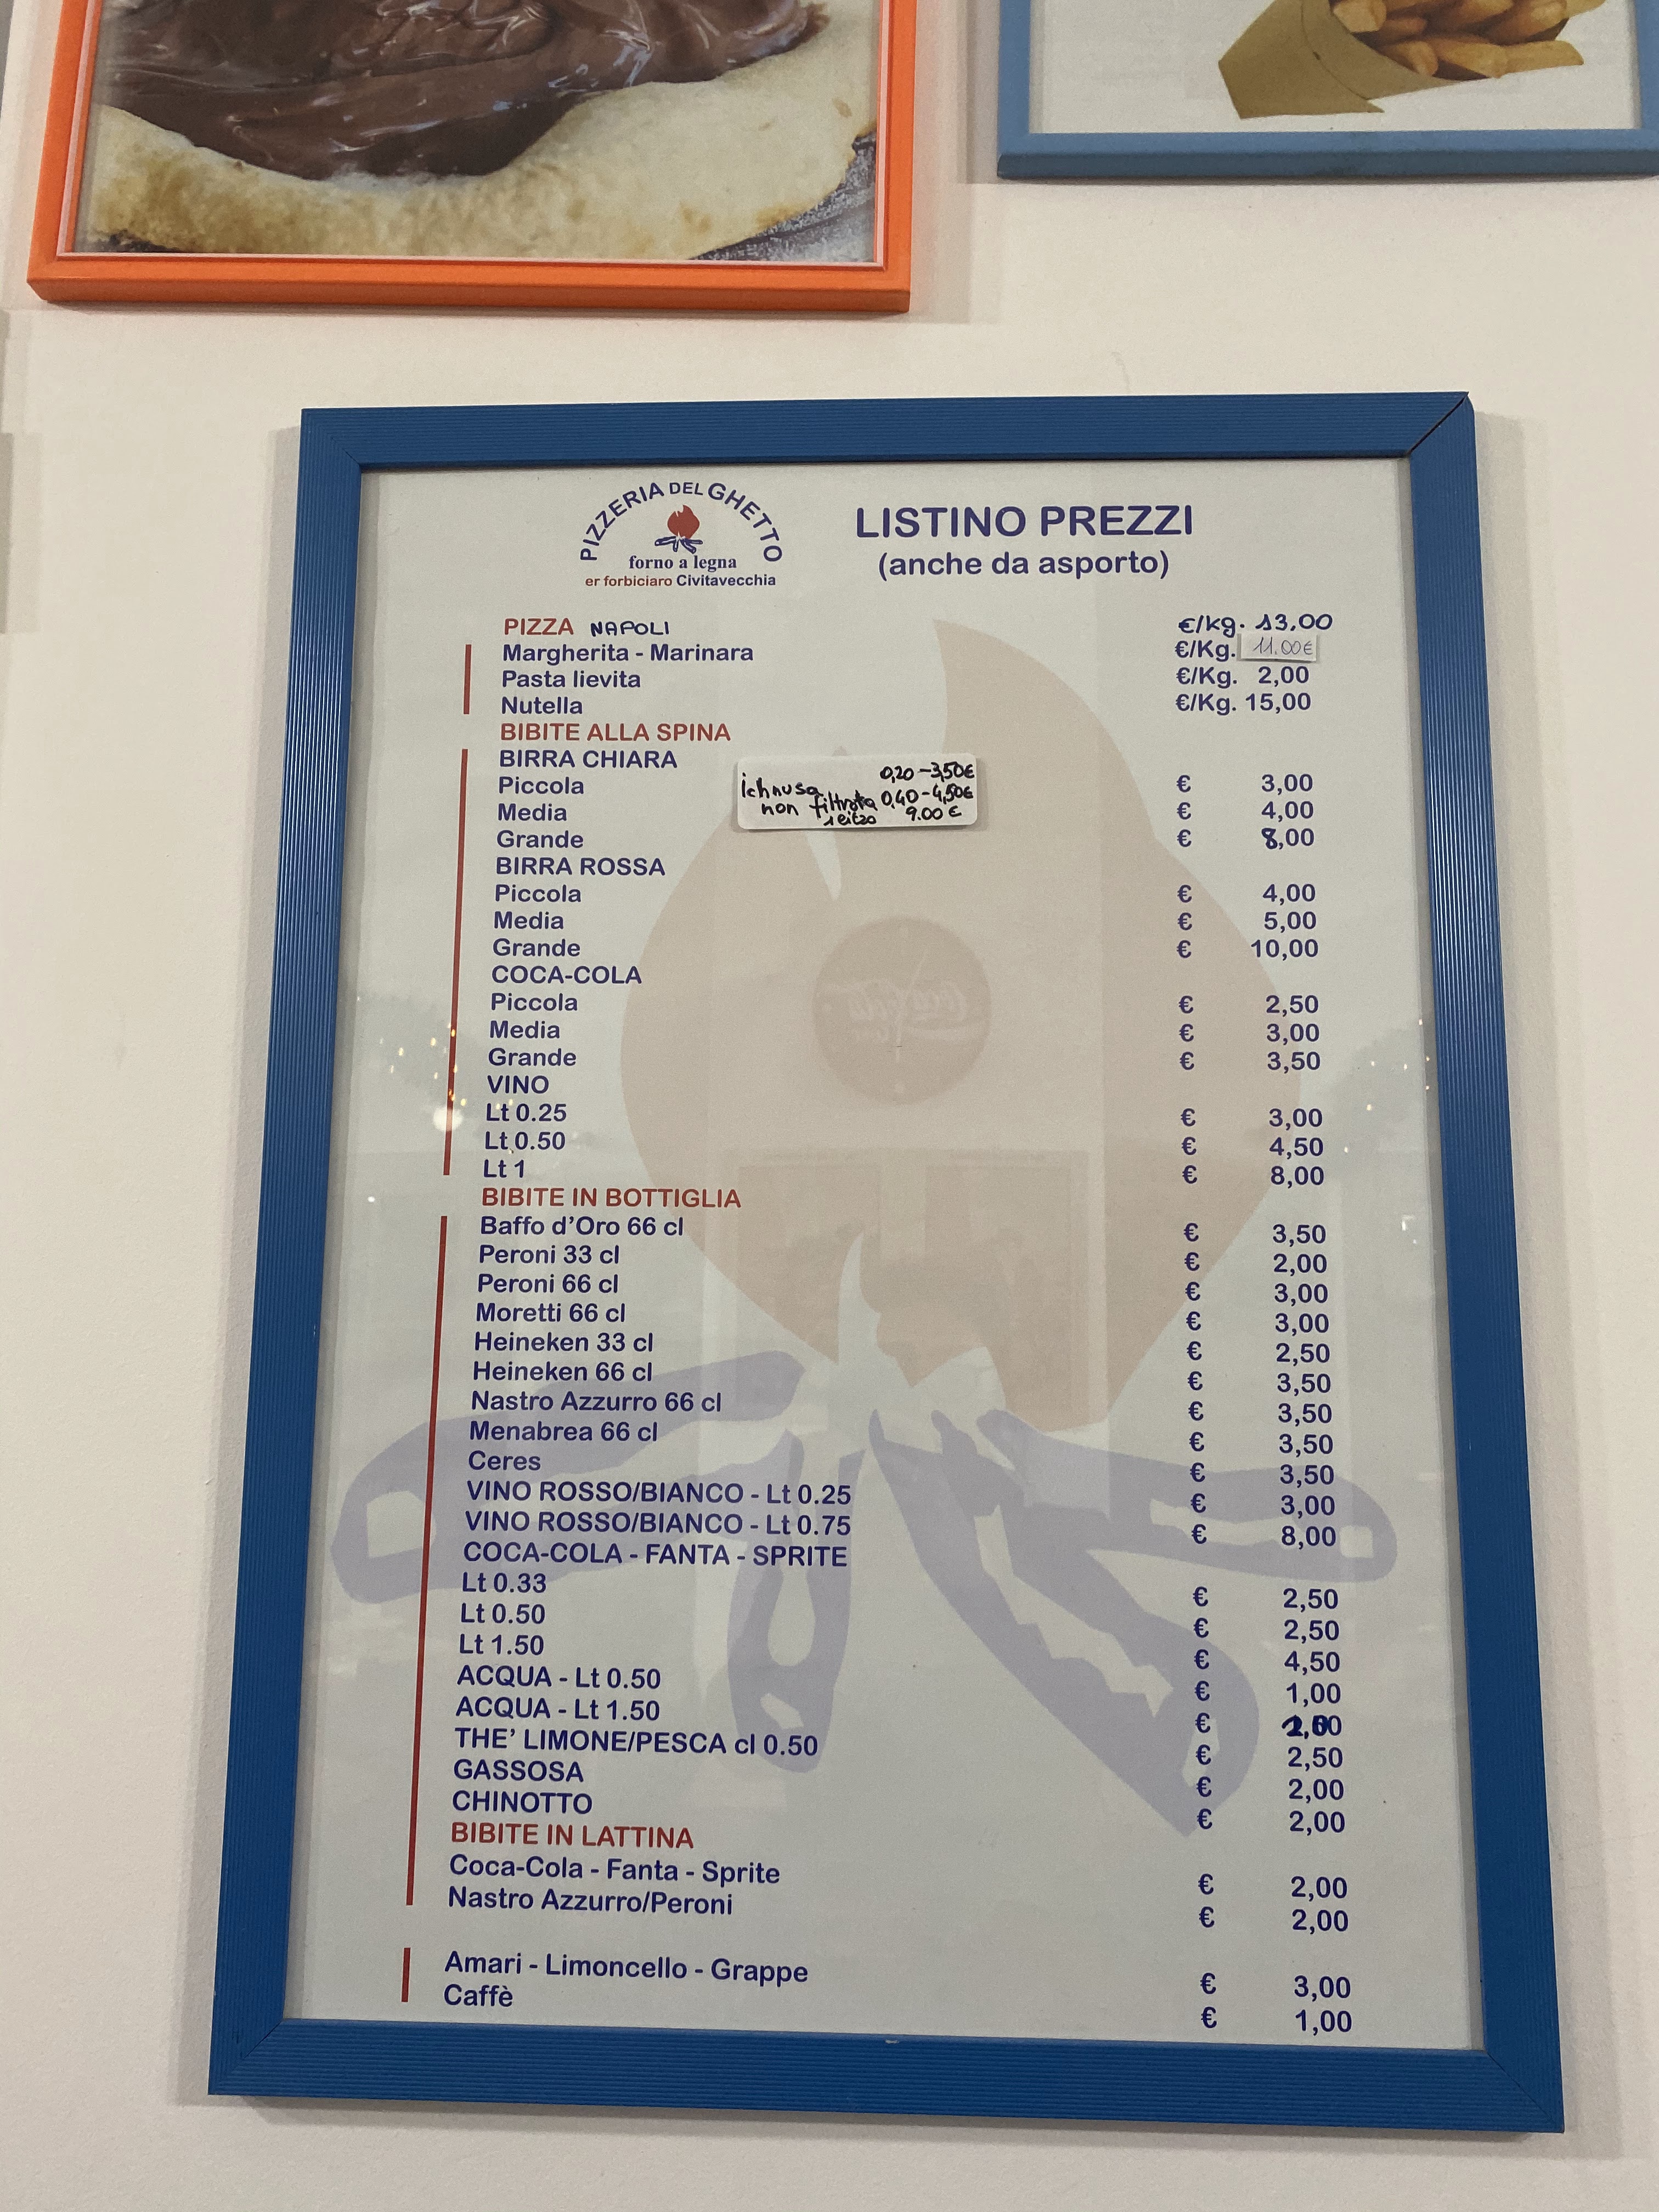 PIZZERIA DEL GHETTO
forno a legna
er forbiciaro Civitavecchia
LISTINO PREZZI
(anche da asporto)
PIZZA NAPOLI €/kg. 13,00
Margherita - Marinara €/Kg. 11.00€
Pasta lievita €/Kg. 2,00
Nutella €/Kg. 15,00
BIBITE ALLA SPINA
BIRRA CHIARA
ichnusa 0,20 - 3,50€
non filtrata 0,40 - 4,50€
9.00 €
Piccola € 3,00
Media € 4,00
Grande € 8,00
BIRRA ROSSA
Piccola € 4,00
Media € 5,00
Grande € 10,00
COCA-COLA
Piccola € 2,50
Media € 3,00
Grande € 3,50
VINO
Lt 0.25 € 3,00
Lt 0.50 € 4,50
Lt 1 € 8,00
BIBITE IN BOTTIGLIA
Baffo d'Oro 66 cl € 3,50
Peroni 33 cl € 2,00
Peroni 66 cl € 3,00
Moretti 66 cl € 3,00
Heineken 33 cl € 2,50
Heineken 66 cl € 3,50
Nastro Azzurro 66 cl € 3,50
Menabrea 66 cl € 3,50
Ceres € 3,50
VINO ROSSO/BIANCO - Lt 0.25 € 3,00
VINO ROSSO/BIANCO - Lt 0.75 € 8,00
COCA-COLA - FANTA - SPRITE
Lt 0.33 € 2,50
Lt 0.50 € 2,50
Lt 1.50 € 4,50
ACQUA - Lt 0.50 € 1,00
ACQUA - Lt 1.50 €
THE' LIMONE/PESCA cl 0.50 € 2,50
GASSOSA € 2,00
CHINOTTO € 2,00
BIBITE IN LATTINA
Coca-Cola - Fanta - Sprite € 2,00
Nastro Azzurro/Peroni € 2,00
Amari - Limoncello - Grappe € 3,00
Caffè € 1,00